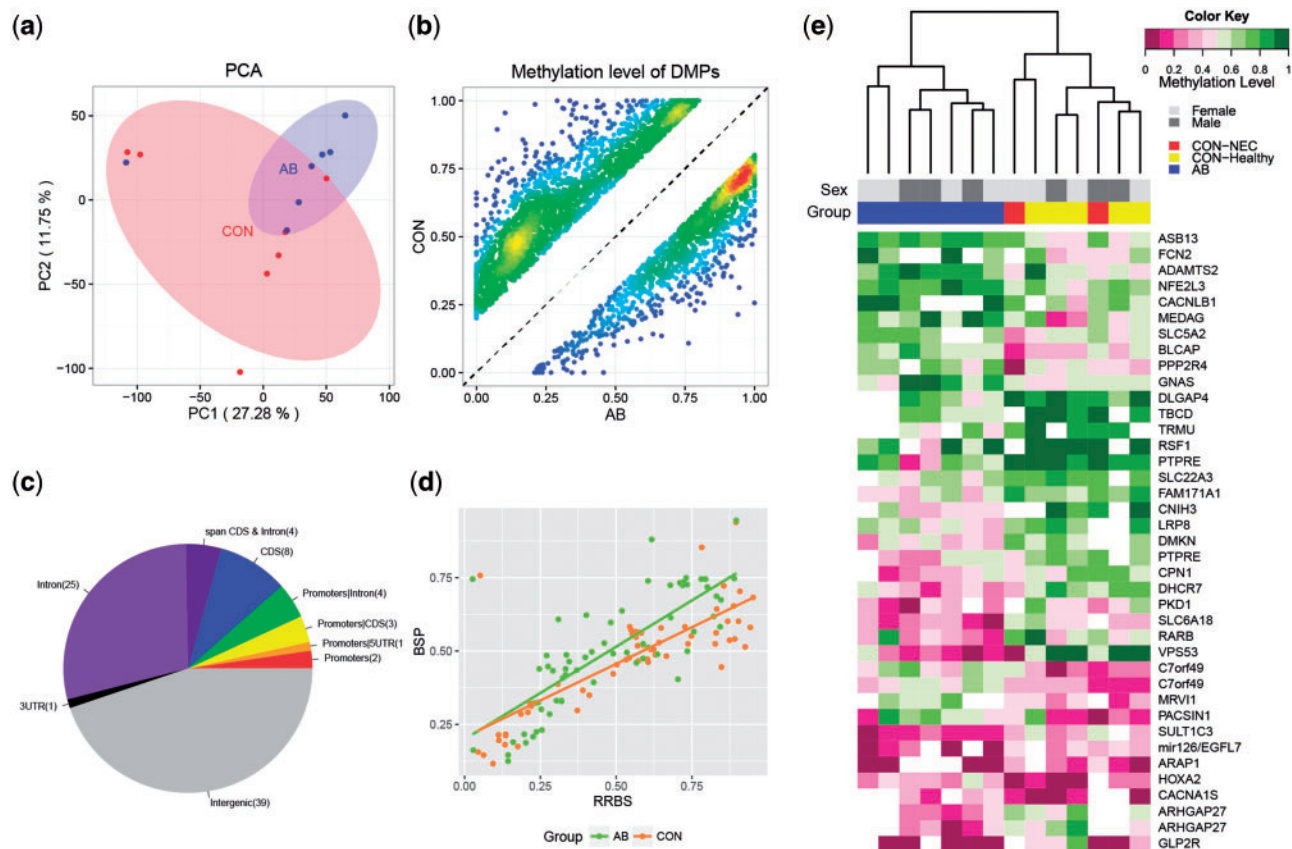 (a)
PCA
50
0
-50
-100
PC2 ( 11.75 % )
AB
CON
-100
-50
0
50
100
PC1 ( 27.28 % )
(b)
Methylation level of DMPs
1.00
0.75
0.50
0.25
0.00
CON
0.00
0.25
0.50
0.75
1.00
AB
(c)
span CDS & Intron(4)
CDS(8)
Promoters|Intron(4)
Promoters|CDS(3)
Promoters|5UTR(1
Promoters(2)
Intron(25)
3UTR(1)
Intergenic(39)
(d)
0.75
0.50
0.25
BSP
0.00
0.25
0.50
0.75
RRBS
Group AB CON
(e)
Color Key
0 0.2 0.4 0.6 0.8 1
Methylation Level
Female
Male
CON-NEC
CON-Healthy
AB
Sex
Group
ASB13
FCN2
ADAMTS2
NFE2L3
CACNLB1
MEDAG
SLC5A2
BLCAP
PPP2R4
GNAS
DLGAP4
TBCD
TRMU
RSF1
PTPRE
SLC22A3
FAM171A1
CNIH3
LRP8
DMKN
PTPRE
CPN1
DHCR7
PKD1
SLC6A18
RARB
VPS53
C7orf49
C7orf49
MRVI1
PACSIN1
SULT1C3
mir126/EGFL7
ARAP1
HOXA2
CACNA1S
ARHGAP27
ARHGAP27
GLP2R